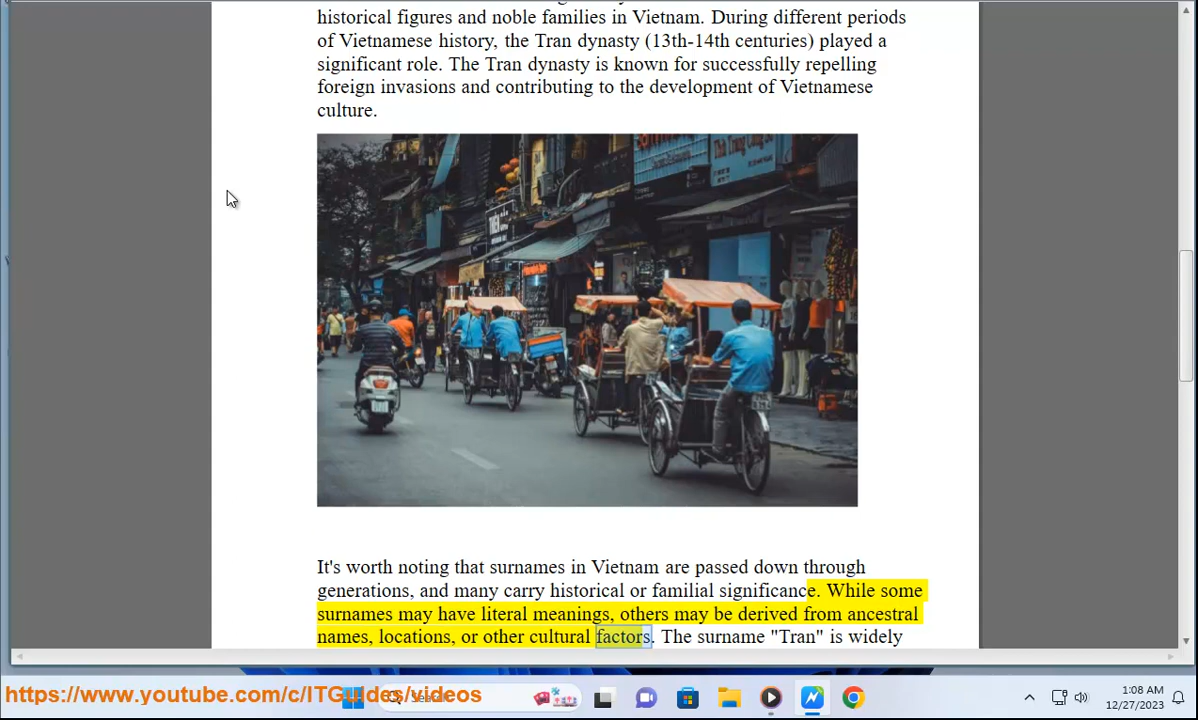 historical figures and noble families in Vietnam. During different periods
of Vietnamese history, the Tran dynasty (13th-14th centuries) played a
significant role. The Tran dynasty is known for successfully repelling
foreign invasions and contributing to the development of Vietnamese
culture.
It's worth noting that surnames in Vietnam are passed down through
generations, and many carry historical or familial significance. While some
surnames may have literal meanings, others may be derived from ancestral
names, locations, or other cultural factors. The surname "Tran" is widely
https://www.youtube.com/c/ITGuides/videos
1:08 AM
12/27/2023